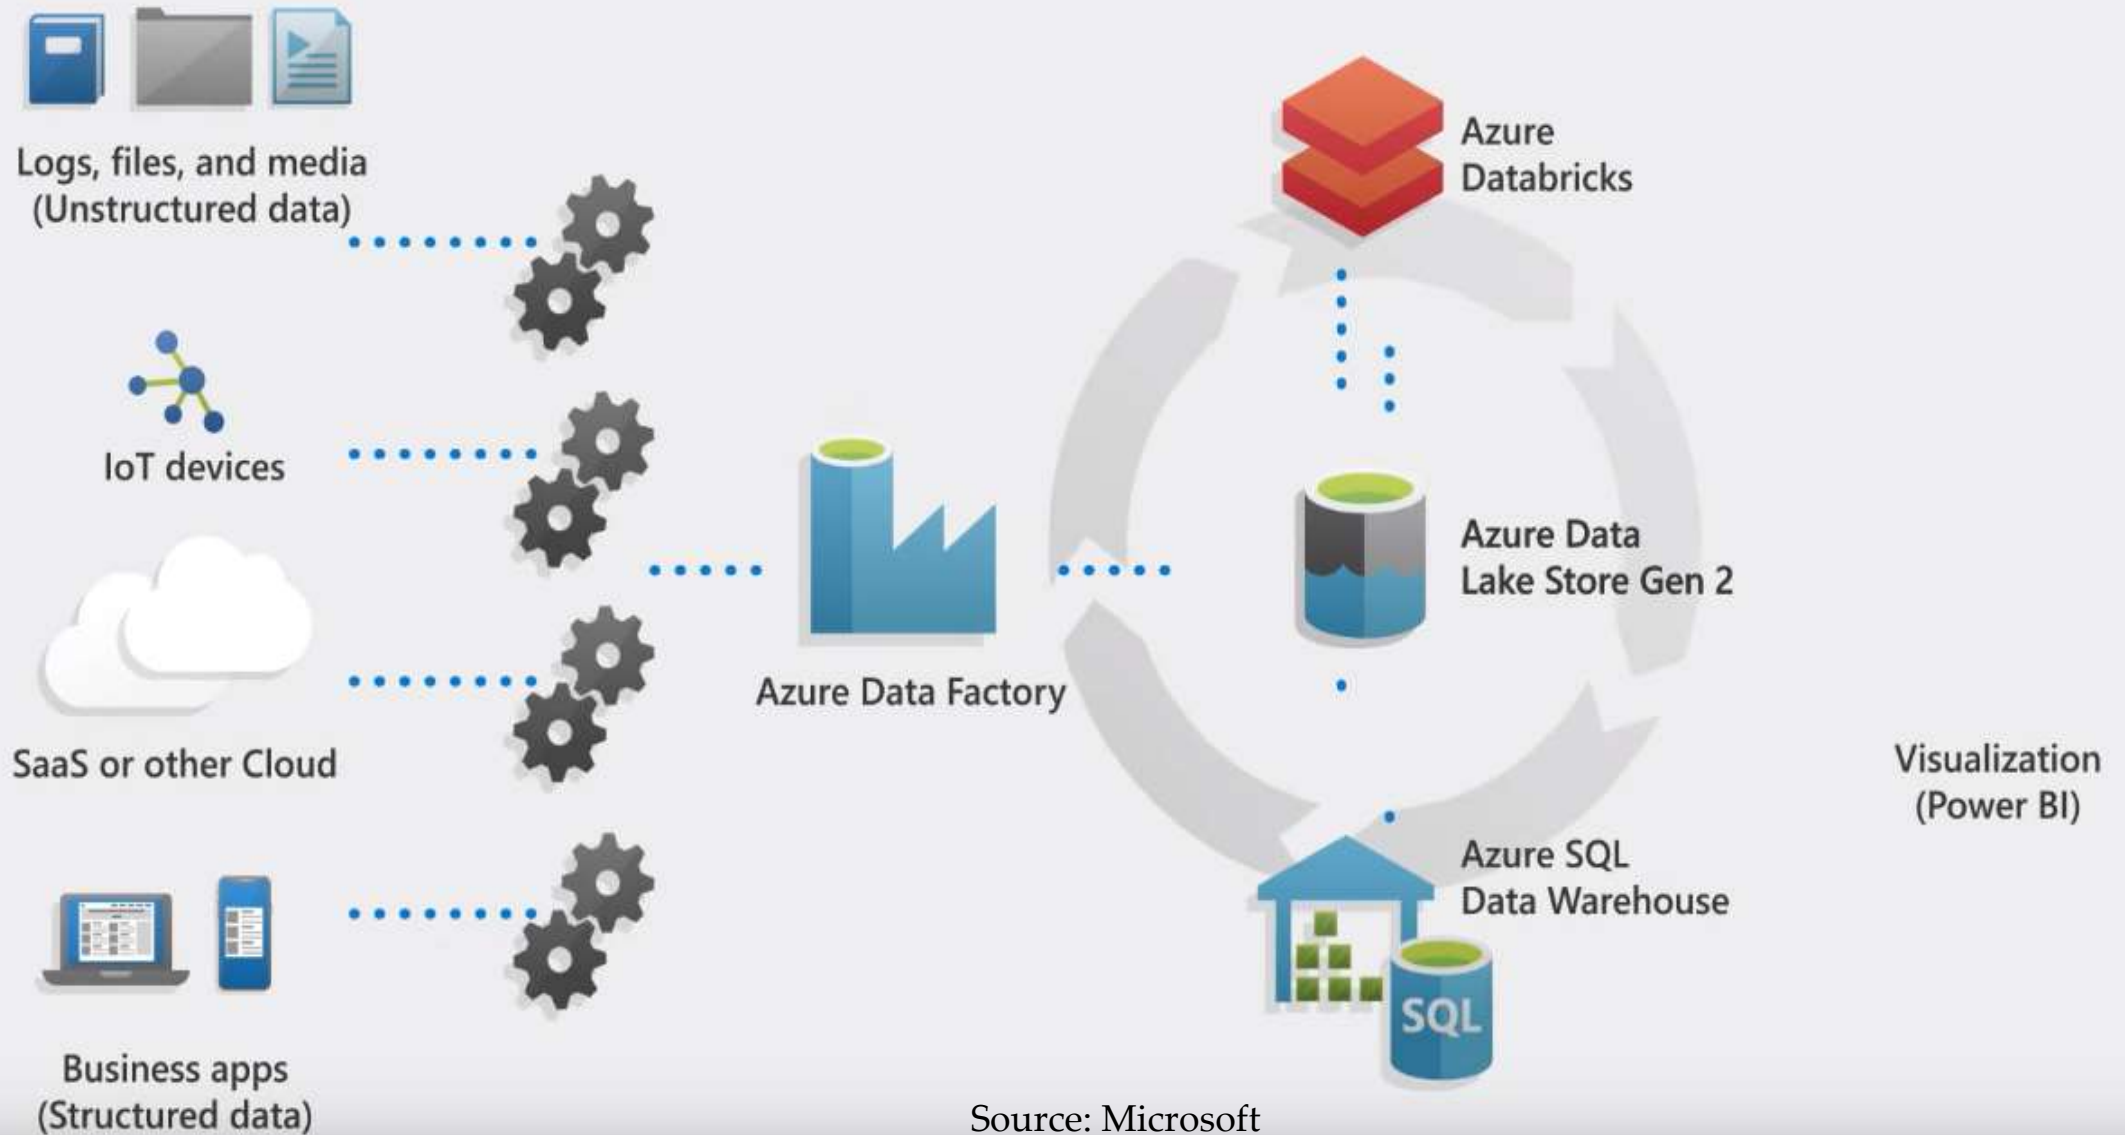 Logs, files, and media
(Unstructured data)
IoT devices
SaaS or other Cloud
Business apps
(Structured data)
Azure Data Factory
Azure
Databricks
Azure Data
Lake Store Gen 2
Azure SQL
Data Warehouse
SQL
Visualization
(Power BI)
Source: Microsoft